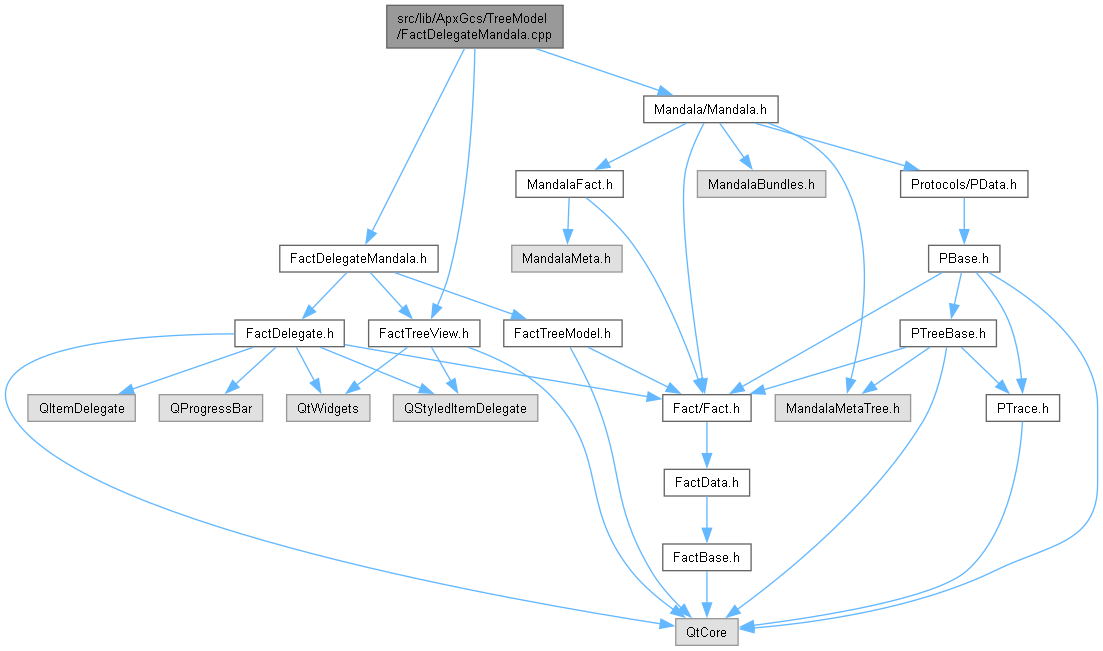 src/lib/ApxGcs/TreeModel
/FactDelegateMandala.cpp
Mandala/Mandala.h
MandalaFact.h
MandalaBundles.h
Protocols/PData.h
FactDelegateMandala.h
MandalaMeta.h
PBase.h
FactDelegate.h
FactTreeView.h
FactTreeModel.h
PTreeBase.h
QItemDelegate
QProgressBar
QtWidgets
QStyledItemDelegate
Fact/Fact.h
MandalaMetaTree.h
PTrace.h
FactData.h
FactBase.h
QtCore